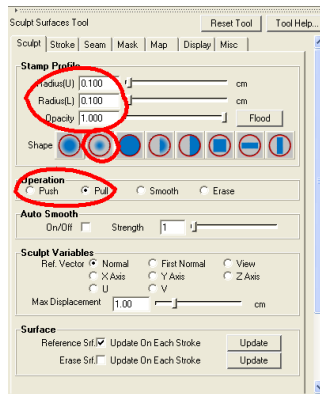 Sculpt Surfaces Tool Reset Tool Tool Help...
Sculpt Stroke Seam Mask Map Display Misc
Stamp Profile
Radius(U) 0.100 cm
Radius(L) 0.100 cm
Opacity 1.000 Flood
Shape
Operation
Push Pull Smooth Erase
Auto Smooth
On/Off Strength 1
Sculpt Variables
Ref. Vector Normal First Normal View
X Axis Y Axis Z Axis
U V
Max Displacement 1.00 cm
Surface
Reference Srf. Update On Each Stroke Update
Erase Srf. Update On Each Stroke Update